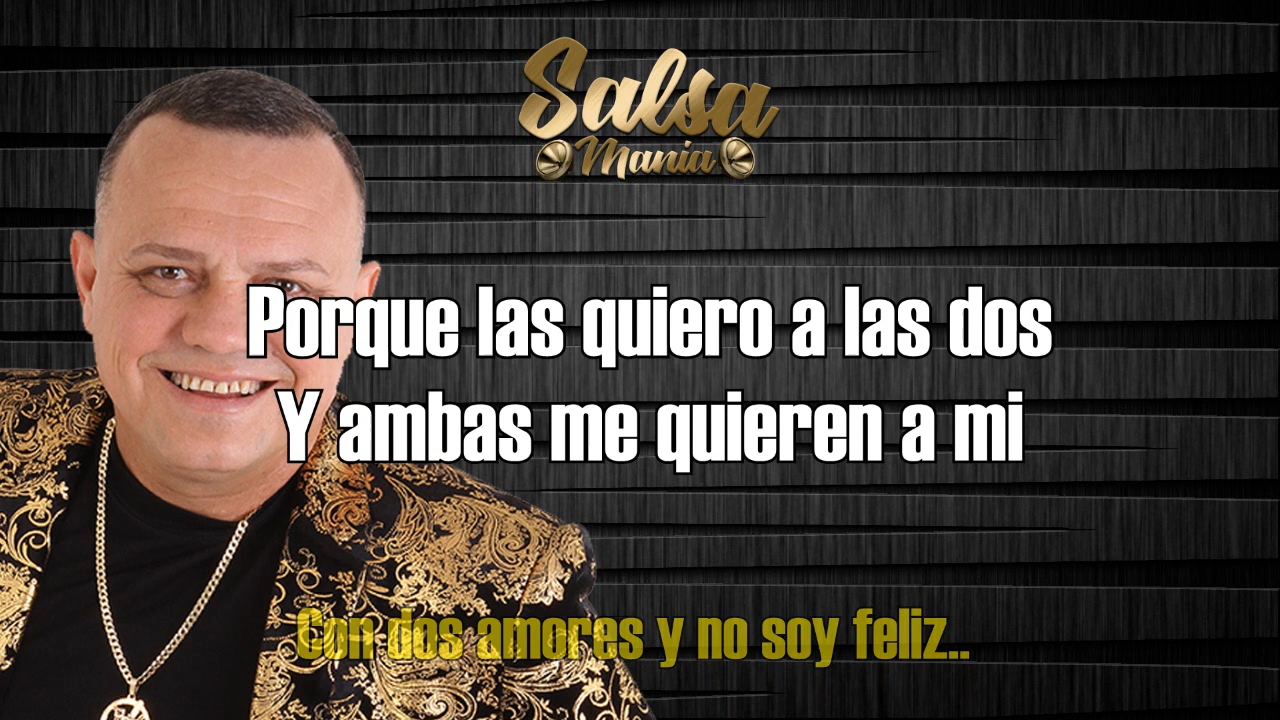 Salsa
Mania
Porque las quiero a las dos
Y ambas me quieren a mi
Con dos amores y no soy feliz..